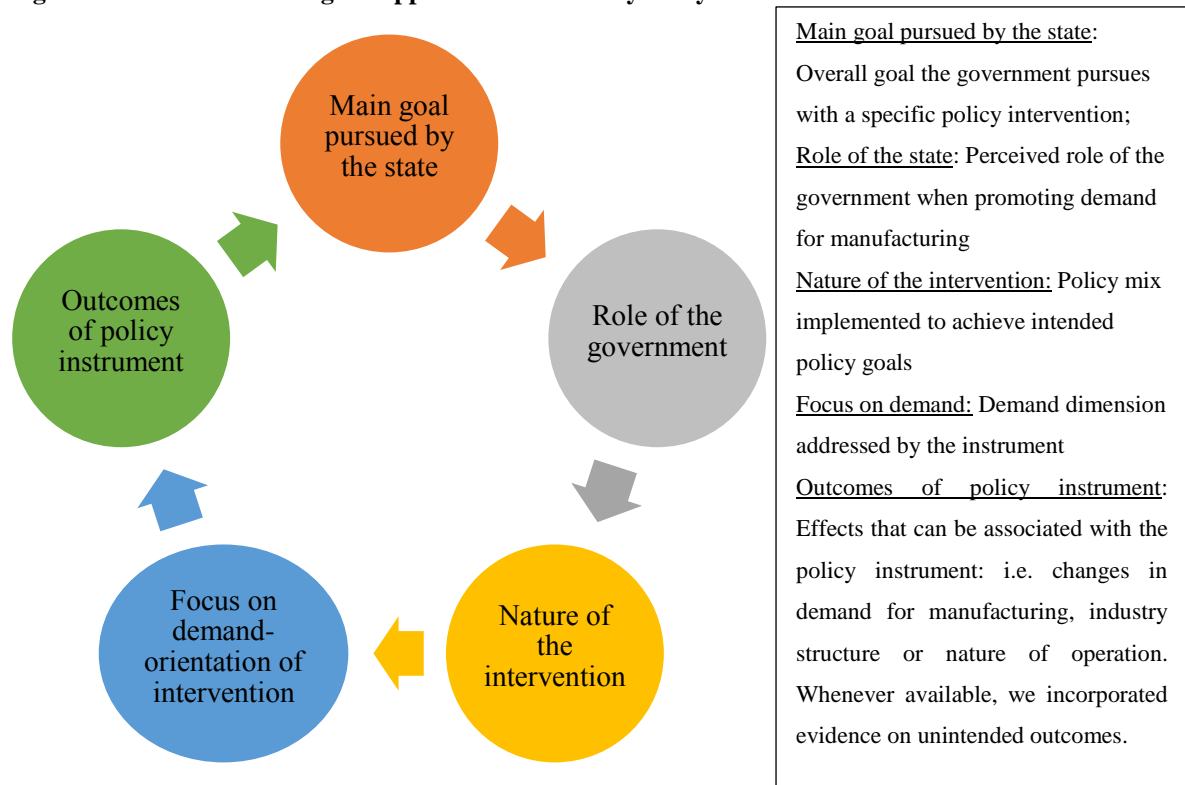 Main goal
pursued by
the state
Role of the
government
Nature of
the
intervention
Focus on
demand-
orientation of
intervention
Outcomes
of policy
instrument
Main goal pursued by the state:
Overall goal the government pursues
with a specific policy intervention;
Role of the state: Perceived role of the
government when promoting demand
for manufacturing
Nature of the intervention: Policy mix
implemented to achieve intended
policy goals
Focus on demand: Demand dimension
addressed by the instrument
Outcomes of policy instrument:
Effects that can be associated with the
policy instrument: i.e. changes in
demand for manufacturing, industry
structure or nature of operation.
Whenever available, we incorporated
evidence on unintended outcomes.